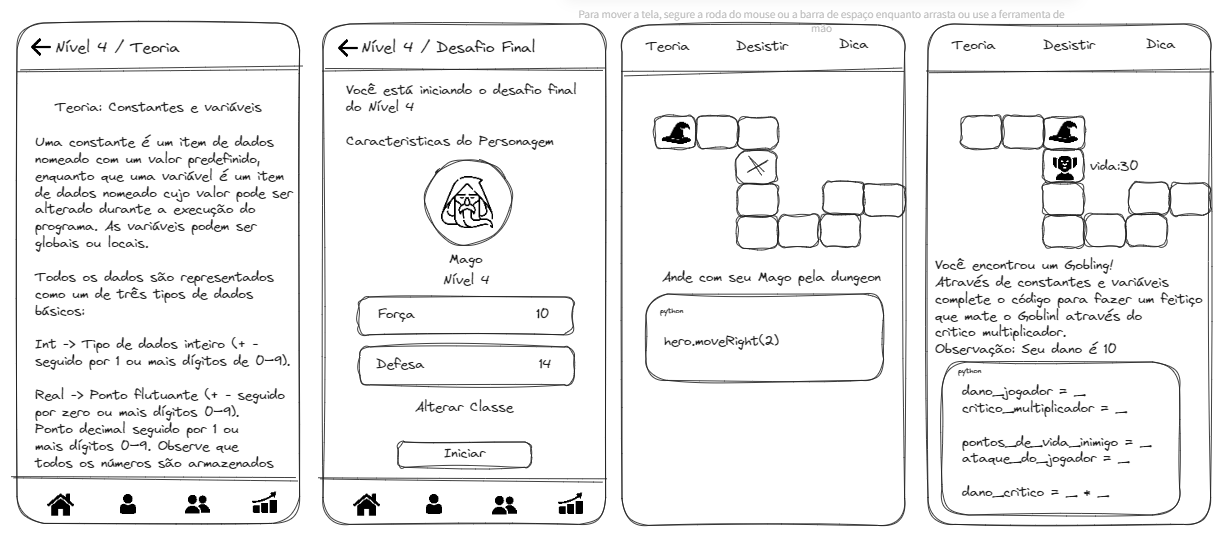 Para mover a tela, segure a roda do mouse ou a barra de espaço enquanto arrasta ou use a ferramenta de
mão
Nível 4 / Teoria
Teoria: Constantes e variáveis
Uma constante é um item de dados
nomeado com um valor predefinido,
enquanto que uma variável é um item
de dados nomeado cujo valor pode ser
alterado durante a execução do
programa. As variáveis podem ser
globais ou locais.
Todos os dados são representados
como um de três tipos de dados
básicos:
Int -> Tipo de dados inteiro (+ -
seguido por 1 ou mais dígitos de 0–9).
Real -> Ponto flutuante (+ - seguido
por zero ou mais dígitos 0–9).
Ponto decimal seguido por 1 ou
mais dígitos 0–9. Observe que
todos os números são armazenados
Nível 4 / Desafio Final
Você está iniciando o desafio final
do Nível 4
Caracteristicas do Personagem
Mago
Nível 4
Força 10
Defesa 14
Alterar Classe
Iniciar
Teoria Desistir Dica
Ande com seu Mago pela dungeon
python
hero.moveRight(2)
Teoria Desistir Dica
vida:30
Você encontrou um Gobling!
Através de constantes e variáveis
complete o código para fazer um feitiço
que mate o Goblinl através do
critico multiplicador.
Observação: Seu dano é 10
python
dano_jogador = _
critico_multiplicador = _
pontos_de_vida_inimigo = _
ataque_do_jogador = _
dano_critico = _ * _